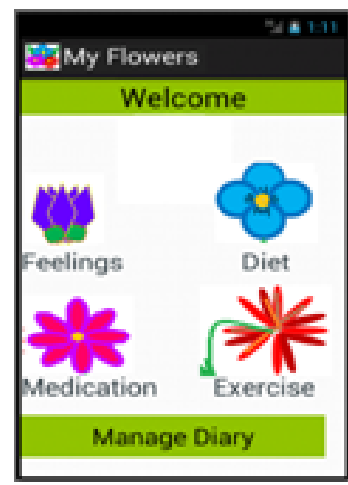 1:11
My Flowers
Welcome
Feelings Diet
Medication Exercise
Manage Diary